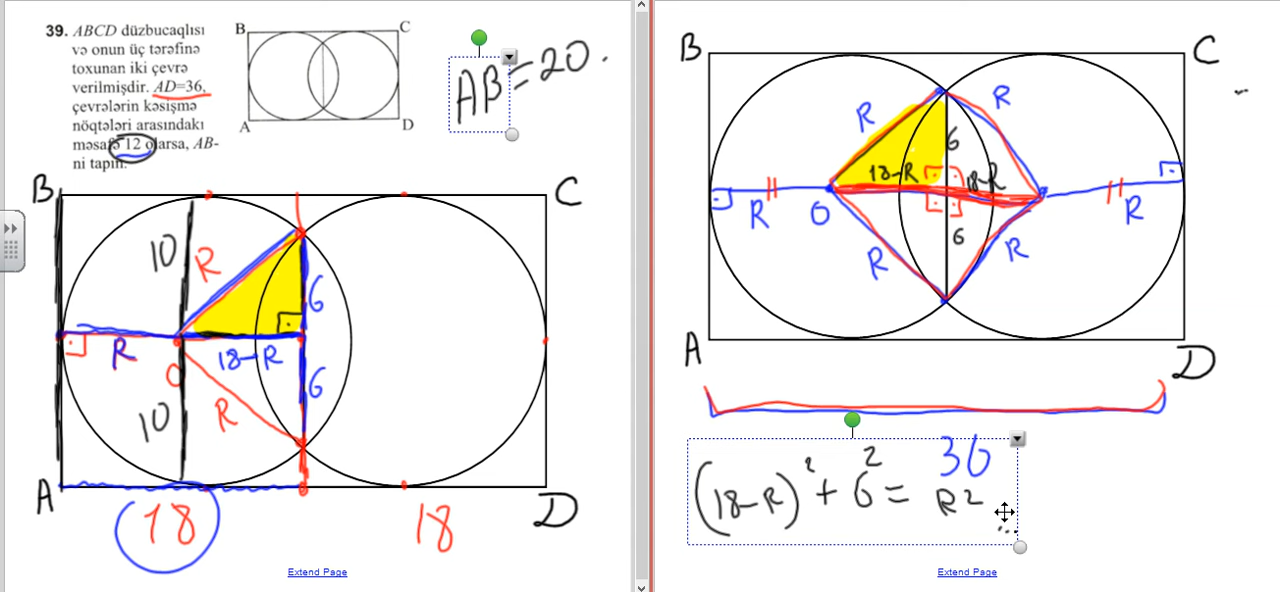 39. ABCD düzbucaqlısı
və onun üç tərəfinə
toxunan iki çevrə
verilmişdir. AD=36,
çevrələrin kəsişmə
nöqtələri arasındakı
məsafə 12 olarsa, AB-
ni tapın.
B C
A D
AB=20.
B C
10 R 6
R 18-R
O 6
10 R
A D
18 18
Extend Page
B C
R R
6
18-R 18-R
R O R
6
R R
A D
36
(18-R)² + 6² = R²
Extend Page